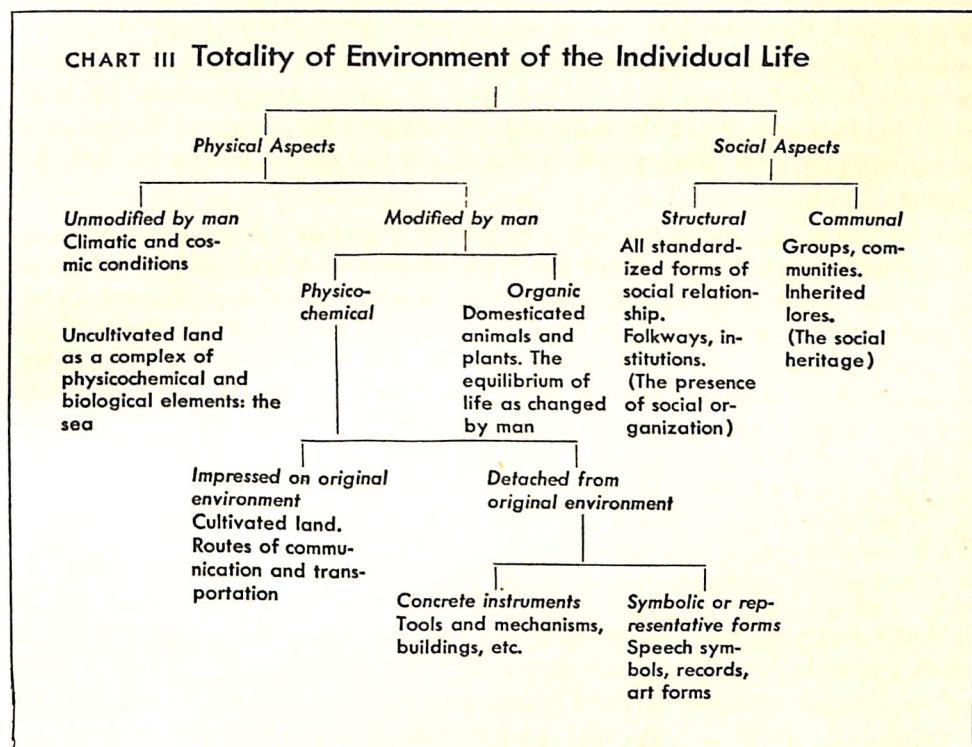 CHART III Totality of Environment of the Individual Life
Physical Aspects
Social Aspects
Unmodified by man
Climatic and cos-
mic conditions
Uncultivated land
as a complex of
physicochemical and
biological elements: the
sea
Modified by man
Physico-
chemical
Organic
Domesticated
animals and
plants. The
equilibrium of
life as changed
by man
Structural
All standard-
ized forms of
social relation-
ship.
Folkways, in-
stitutions.
(The presence
of social or-
ganization)
Communal
Groups, com-
munities.
Inherited
lores.
(The social
heritage)
Impressed on original
environment
Cultivated land.
Routes of commu-
nication and trans-
portation
Detached from
original environment
Concrete instruments
Tools and mechanisms,
buildings, etc.
Symbolic or rep-
resentative forms
Speech sym-
bols, records,
art forms